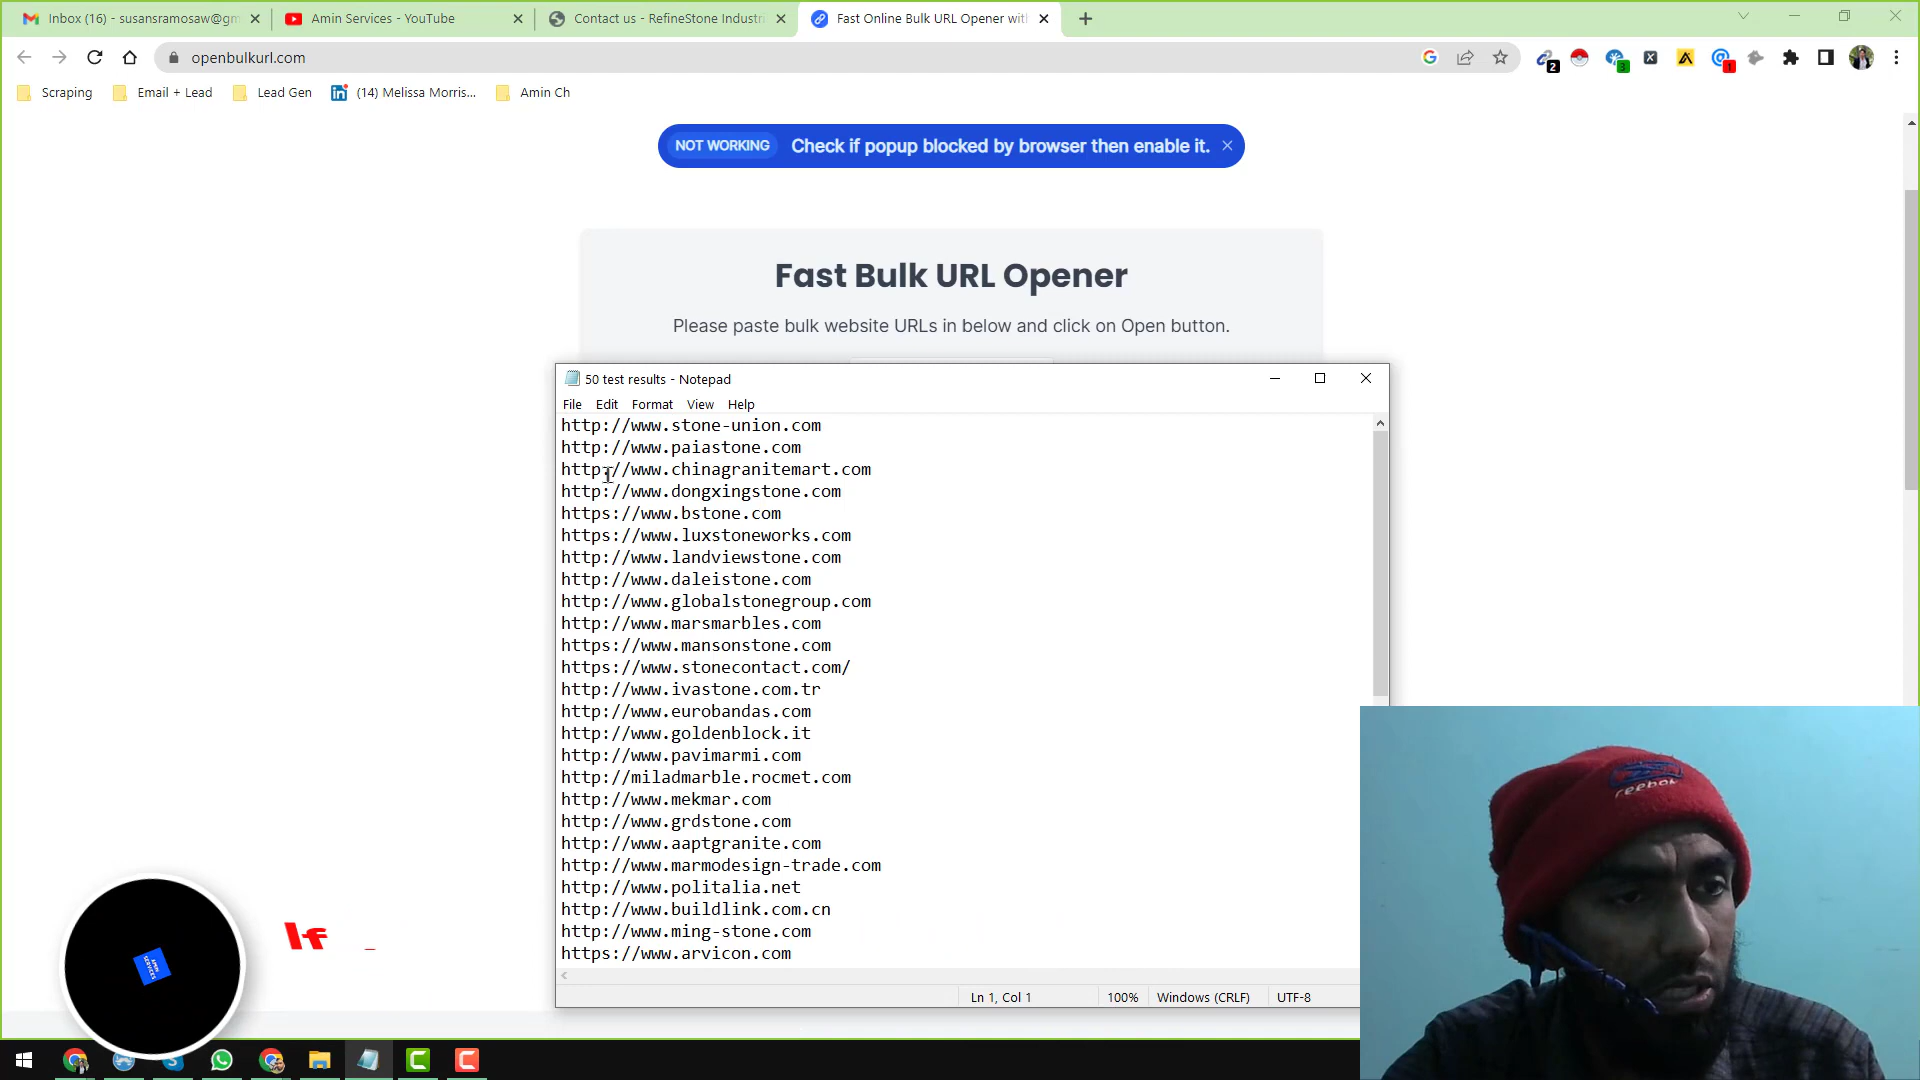 Inbox (16) - susansramosaw@gm
Amin Services - YouTube
Contact us - RefineStone Industri
Fast Online Bulk URL Opener wit
openbulkurl.com
2
3
1
Scraping
Email + Lead
Lead Gen
(14) Melissa Morris...
Amin Ch
NOT WORKING
Check if popup blocked by browser then enable it.
Fast Bulk URL Opener
Please paste bulk website URLs in below and click on Open button.
50 test results - Notepad
File Edit Format View Help
http://www.stone-union.com
http://www.paiastone.com
http://www.chinagranitemart.com
http://www.dongxingstone.com
https://www.bstone.com
https://www.luxstoneworks.com
http://www.landviewstone.com
http://www.daleistone.com
http://www.globalstonegroup.com
http://www.marsmarbles.com
https://www.mansonstone.com
https://www.stonecontact.com/
http://www.ivastone.com.tr
http://www.eurobandas.com
http://www.goldenblock.it
http://www.pavimarmi.com
http://miladmarble.rocmet.com
http://www.mekmar.com
http://www.grdstone.com
http://www.aaptgranite.com
http://www.marmodesign-trade.com
http://www.politalia.net
http://www.buildlink.com.cn
http://www.ming-stone.com
https://www.arvicon.com
Ln 1, Col 1
100%
Windows (CRLF)
UTF-8
Reebok
AMIN SERVICES
If